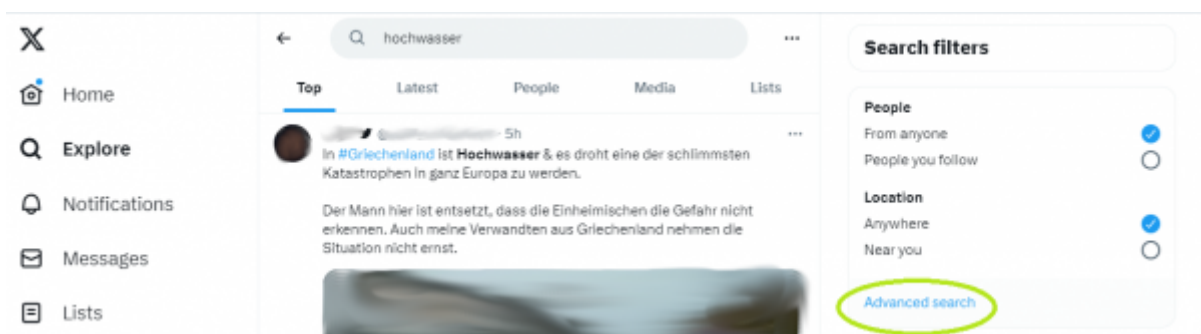 X
Home
Explore
Notifications
Messages
Lists
hochwasser
Top Latest People Media Lists
5h
In #Griechenland ist Hochwasser & es droht eine der schlimmsten
Katastrophen in ganz Europa zu werden.
Der Mann hier ist entsetzt, dass die Einheimischen die Gefahr nicht
erkennen. Auch meine Verwandten aus Griechenland nehmen die
Situation nicht ernst.
Search filters
People
From anyone
People you follow
Location
Anywhere
Near you
Advanced search